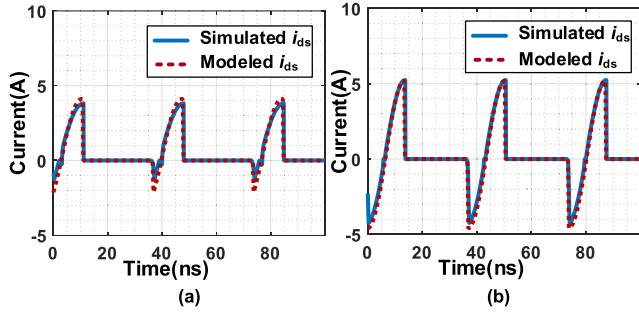 10
5
0
-5
Current(A)
Simulated ids
Modeled ids
0 20 40 60 80
Time(ns)
(a)
10
5
0
-5
Current(A)
Simulated ids
Modeled ids
0 20 40 60 80
Time(ns)
(b)